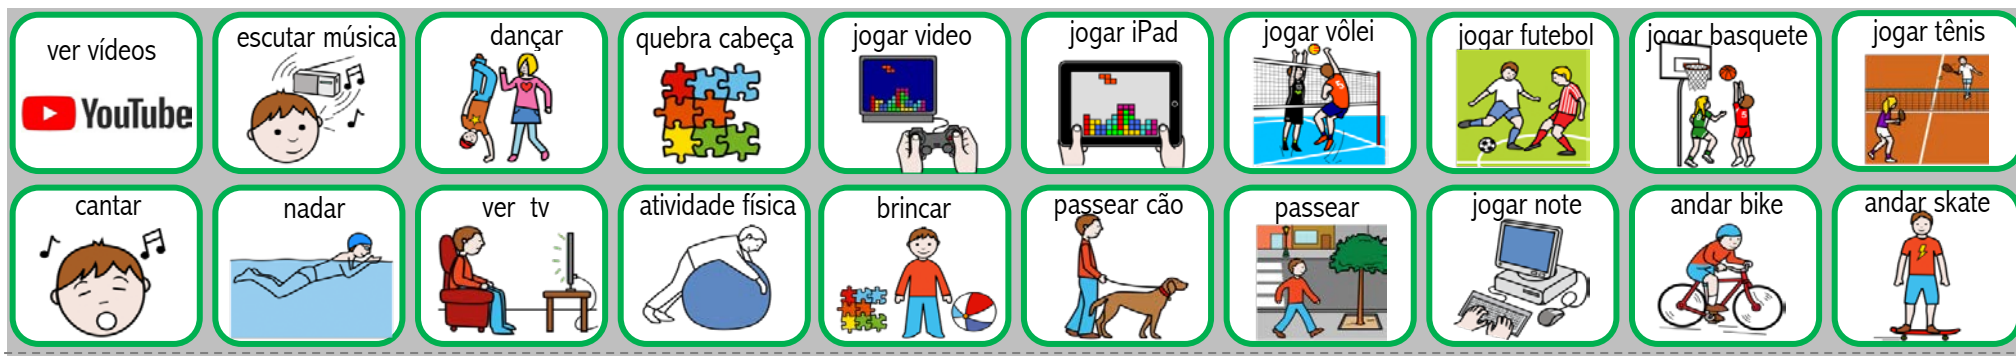 ver vídeos
escutar música
dançar
quebra cabeça
jogar video
jogar iPad
jogar vôlei
jogar futebol
jogar basquete
jogar tênis
YouTube
cantar
nadar
ver tv
atividade física
brincar
passear cão
passear
jogar note
andar bike
andar skate